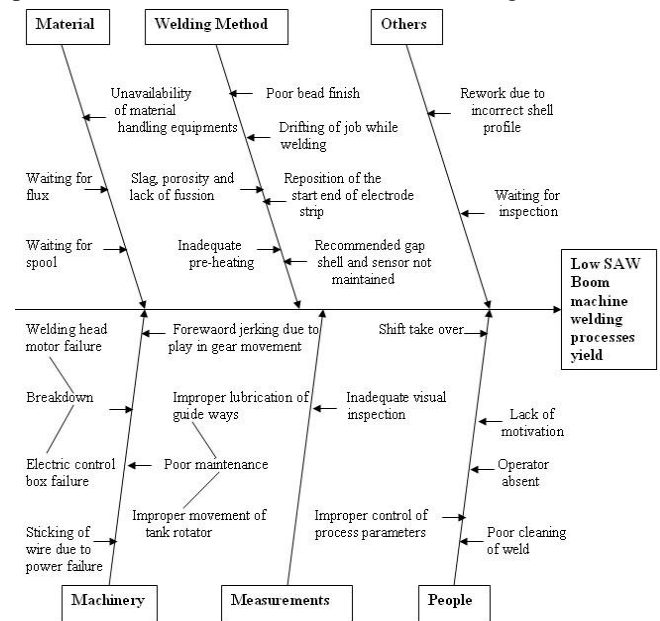 Material
Welding Method
Others
Unavailability
of material
handling equipments
Waiting for
flux
Waiting for
spool
Poor bead finish
Drifting of job while
welding
Slag, porosity and
lack of fussion
Reposition of the
start end of electrode
strip
Inadequate
pre-heating
Recommended gap
shell and sensor not
maintained
Rework due to
incorrect shell
profile
Waiting for
inspection
Low SAW
Boom
machine
welding
processes
yield
Welding head
motor failure
Forewaord jerking due to
play in gear movement
Breakdown
Improper lubrication of
guide ways
Electric control
box failure
Poor maintenance
Improper movement of
tank rotator
Sticking of
wire due to
power failure
Inadequate visual
inspection
Shift take over
Lack of
motivation
Operator
absent
Improper control of
process parameters
Poor cleaning
of weld
Machinery
Measurements
People